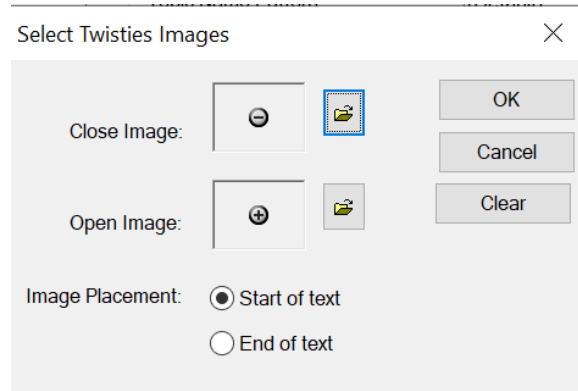 Select Twisties Images
Close Image:
OK
Cancel
Open Image:
Clear
Image Placement:
Start of text
End of text